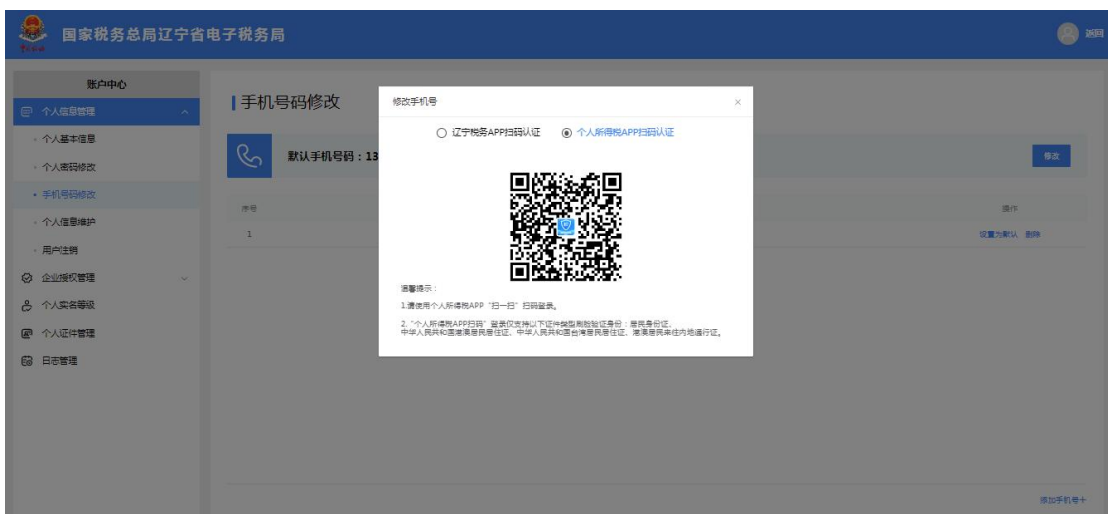 国家税务总局辽宁省电子税务局
返回
账户中心
个人信息管理
个人基本信息
个人密码修改
手机号码修改
个人信息维护
用户注销
企业授权管理
个人实名等级
个人证件管理
日志管理
手机号码修改
默认手机号码：13
修改
序号
操作
1
设置为默认 删除
添加手机号+
修改手机号
×
辽宁税务APP扫码认证
个人所得税APP扫码认证
温馨提示：
1.请使用个人所得税APP“扫一扫”扫码登录。
2.“个人所得税APP扫码”登录仅支持以下证件类型刷脸验证身份：居民身份证、
中华人民共和国港澳居民居住证、中华人民共和国台湾居民居住证、港澳居民来往内地通行证。